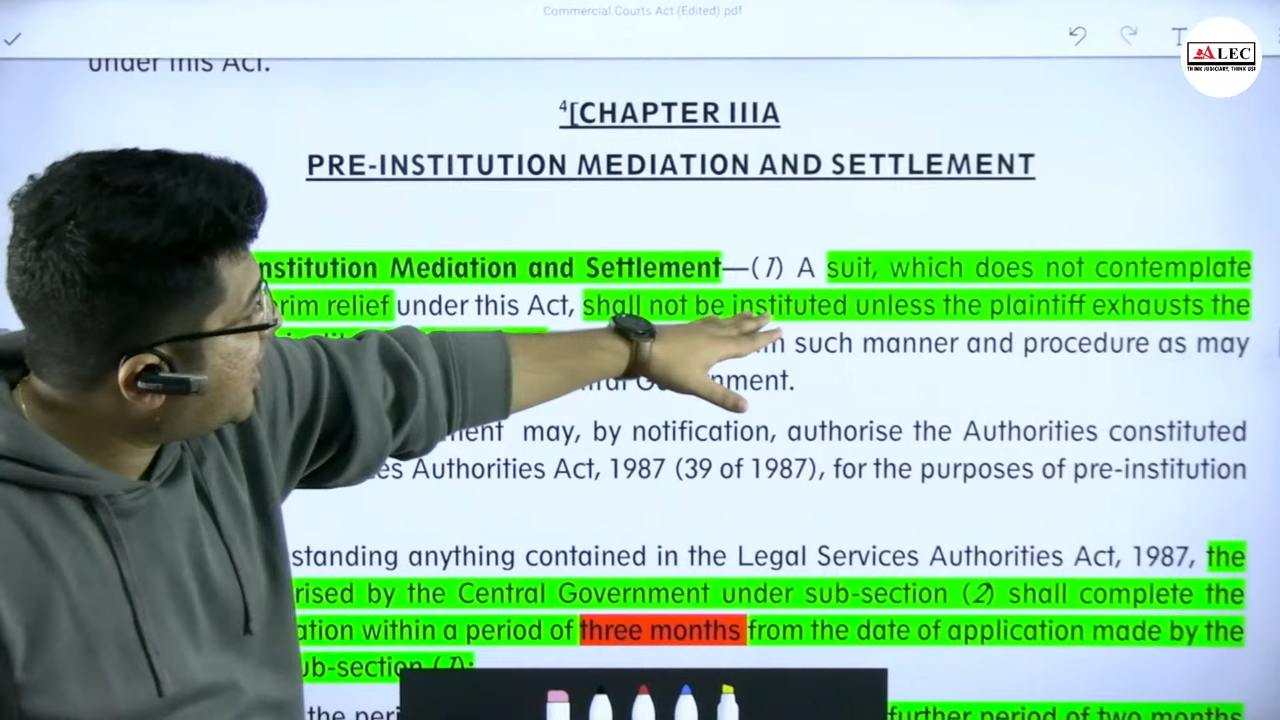 Commercial Courts Act (Edited) pdf
ALEC
THINK JUDICIARY, THINK US!
under this Act.
4[CHAPTER IIIA
PRE-INSTITUTION MEDIATION AND SETTLEMENT
nstitution Mediation and Settlement—(1) A suit, which does not contemplate
rim relief under this Act, shall not be instituted unless the plaintiff exhausts the
in such manner and procedure as may
nment.
ment may, by notification, authorise the Authorities constituted
es Authorities Act, 1987 (39 of 1987), for the purposes of pre-institution
standing anything contained in the Legal Services Authorities Act, 1987, the
rised by the Central Government under sub-section (2) shall complete the
ation within a period of three months from the date of application made by the
ub-section (1):
the peri further period of two months